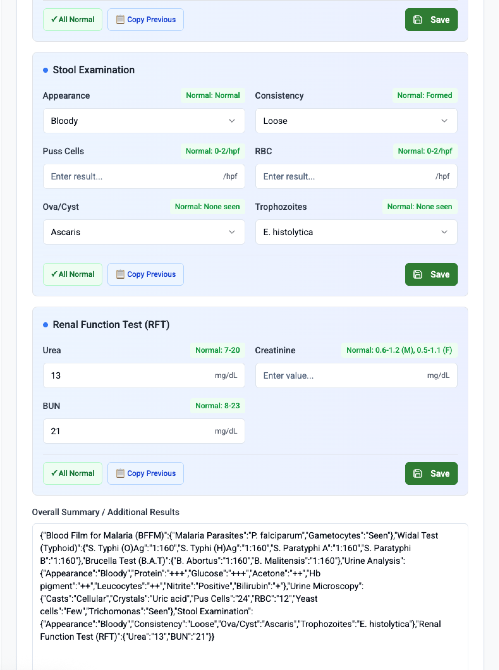 ✓All Normal
📋 Copy Previous
Save
Stool Examination
Appearance
Normal: Normal
Consistency
Normal: Formed
Bloody
Loose
Puss Cells
Normal: 0-2/hpf
RBC
Normal: 0-2/hpf
Enter result...
/hpf
Enter result...
/hpf
Ova/Cyst
Normal: None seen
Trophozoites
Normal: None seen
Ascaris
E. histolytica
✓All Normal
📋 Copy Previous
Save
Renal Function Test (RFT)
Urea
Normal: 7-20
Creatinine
Normal: 0.6-1.2 (M), 0.5-1.1 (F)
13
mg/dL
Enter value...
mg/dL
BUN
Normal: 8-23
21
mg/dL
✓All Normal
📋 Copy Previous
Save
Overall Summary / Additional Results
{"Blood Film for Malaria (BFFM)":{"Malaria Parasites":"P. falciparum","Gametocytes":"Seen"},"Widal Test
(Typhoid)":{"S. Typhi (O)Ag":"1:160","S. Typhi (H)Ag":"1:160","S. Paratyphi A":"1:160","S. Paratyphi
B":"1:160"},"Brucella Test (B.A.T)":{"B. Abortus":"1:160","B. Malitensis":"1:160"},"Urine Analysis":
{"Appearance":"Bloody","Protein":"+++","Glucose":"+++","Acetone":"++","Hb
pigment":"++","Leucocytes":"++","Nitrite":"Positive","Bilirubin":"+"},"Urine Microscopy":
{"Casts":"Cellular","Crystals":"Uric acid","Pus Cells":"24","RBC":"12","Yeast
cells":"Few","Trichomonas":"Seen"},"Stool Examination":
{"Appearance":"Bloody","Consistency":"Loose","Ova/Cyst":"Ascaris","Trophozoites":"E. histolytica"},"Renal
Function Test (RFT)":{"Urea":"13","BUN":"21"}}